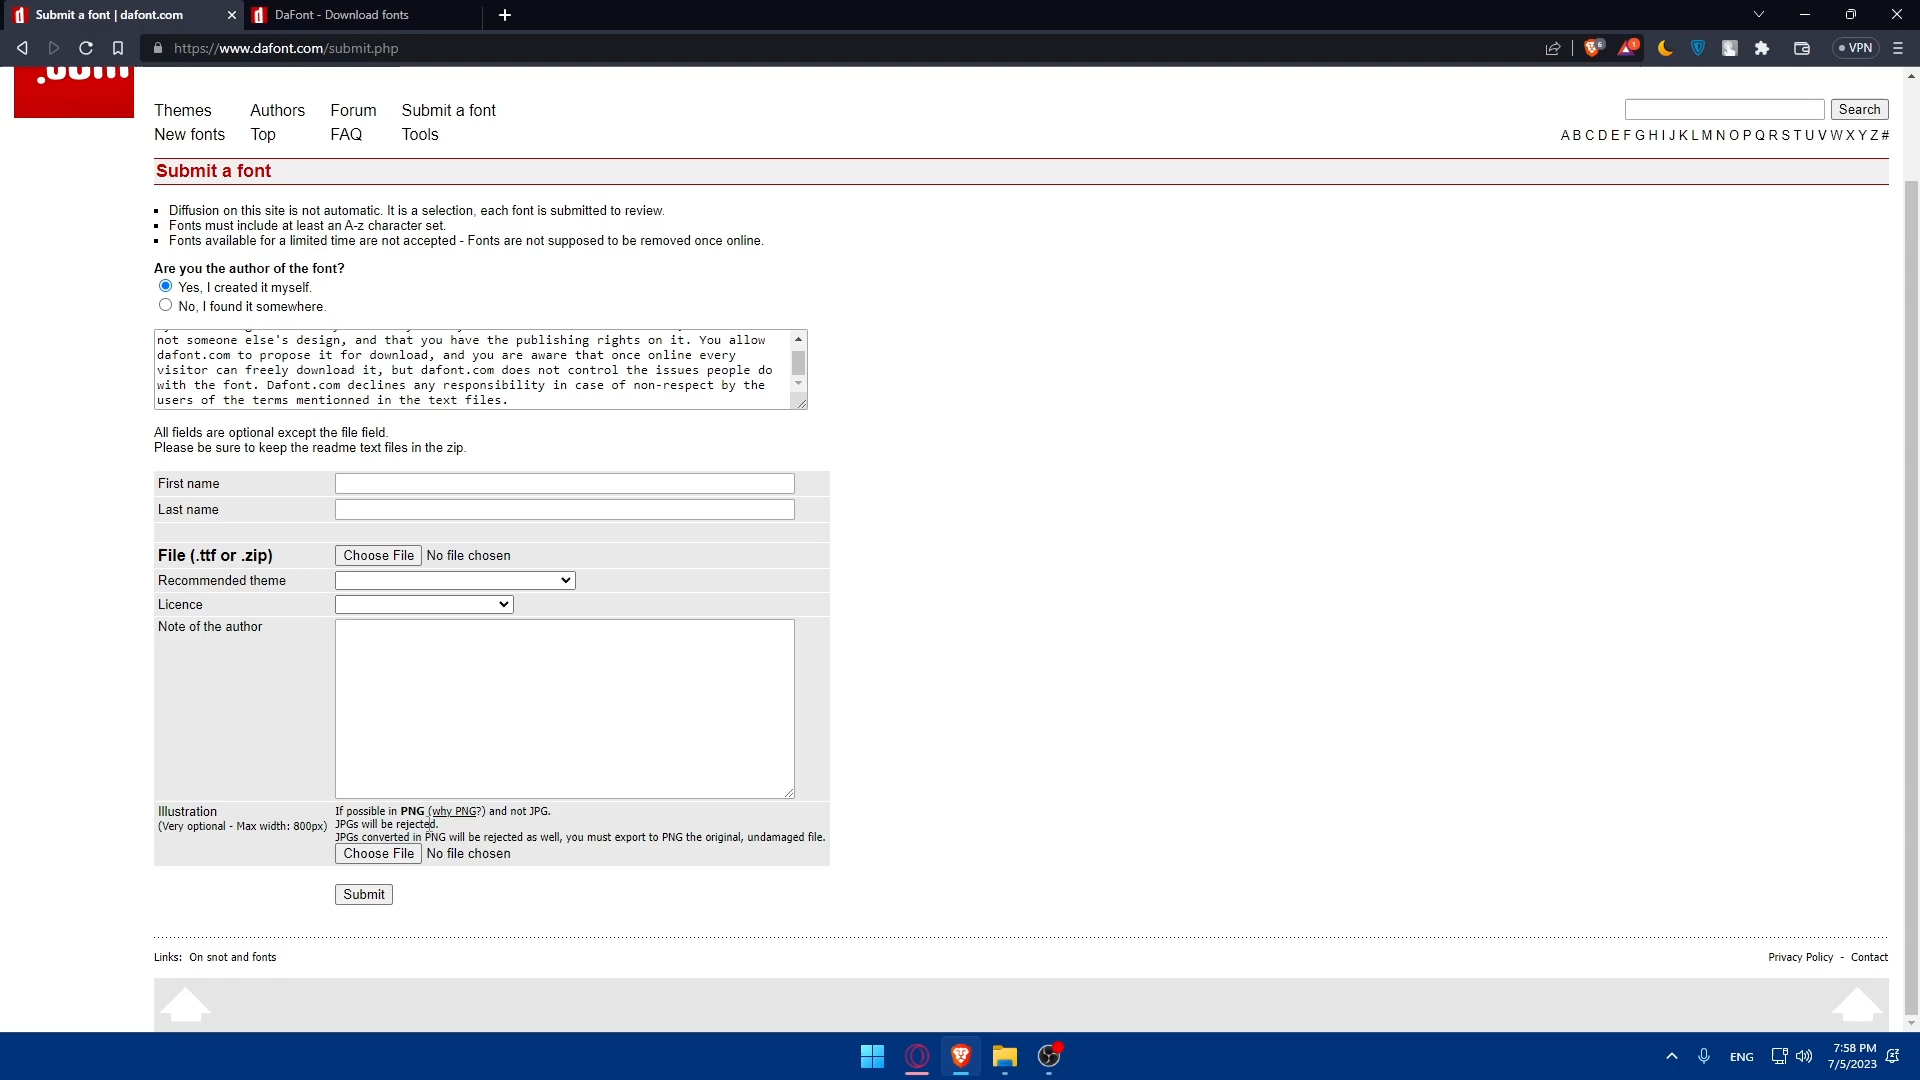 Submit a font | dafont.com
DaFont - Download fonts
https://www.dafont.com/submit.php
6
1
VPN
.com
Themes Authors Forum Submit a font
New fonts Top FAQ Tools
Search
A B C D E F G H I J K L M N O P Q R S T U V W X Y Z #
Submit a font
Diffusion on this site is not automatic. It is a selection, each font is submitted to review.
Fonts must include at least an A-z character set.
Fonts available for a limited time are not accepted - Fonts are not supposed to be removed once online.
Are you the author of the font?
Yes, I created it myself.
No, I found it somewhere.
not someone else's design, and that you have the publishing rights on it. You allow
dafont.com to propose it for download, and you are aware that once online every
visitor can freely download it, but dafont.com does not control the issues people do
with the font. Dafont.com declines any responsibility in case of non-respect by the
users of the terms mentionned in the text files.
All fields are optional except the file field.
Please be sure to keep the readme text files in the zip.
First name
Last name
File (.ttf or .zip) Choose File No file chosen
Recommended theme
Licence
Note of the author
Illustration
(Very optional - Max width: 800px)
If possible in PNG (why PNG?) and not JPG.
JPGs will be rejected.
JPGs converted in PNG will be rejected as well, you must export to PNG the original, undamaged file.
Choose File No file chosen
Submit
Links: On snot and fonts
Privacy Policy - Contact
ENG
7:58 PM
7/5/2023